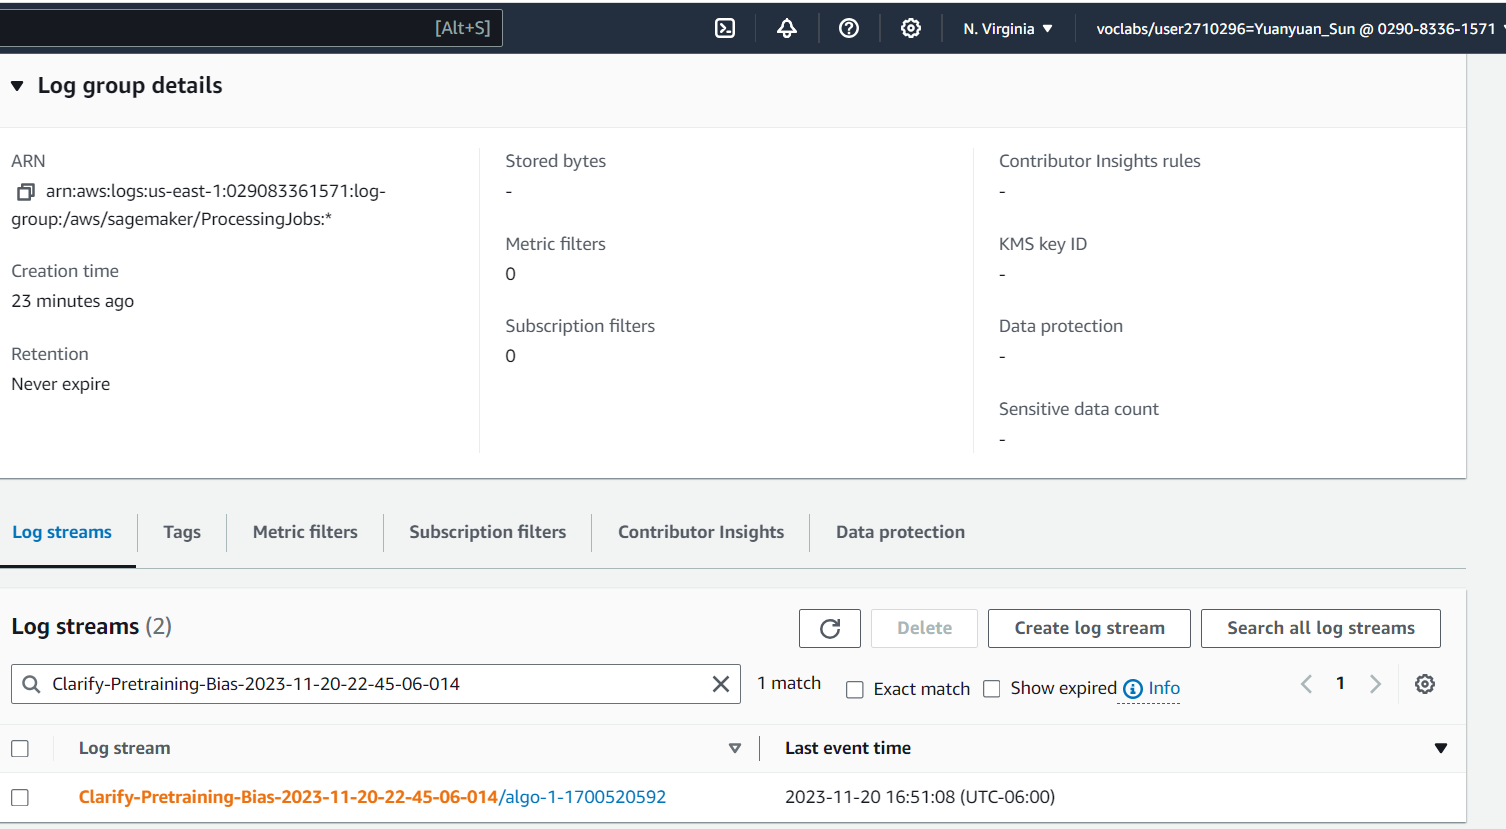 [Alt+S]
N. Virginia
voclabs/user2710296=Yuanyuan_Sun @ 0290-8336-1571
Log group details
ARN
arn:aws:logs:us-east-1:029083361571:log-
group:/aws/sagemaker/ProcessingJobs:*
Creation time
23 minutes ago
Retention
Never expire
Stored bytes
-
Metric filters
0
Subscription filters
0
Contributor Insights rules
-
KMS key ID
-
Data protection
-
Sensitive data count
-
Log streams
Tags
Metric filters
Subscription filters
Contributor Insights
Data protection
Log streams (2)
Delete
Create log stream
Search all log streams
Clarify-Pretraining-Bias-2023-11-20-22-45-06-014
1 match
Exact match
Show expired
Info
1
Log stream
Last event time
Clarify-Pretraining-Bias-2023-11-20-22-45-06-014/algo-1-1700520592
2023-11-20 16:51:08 (UTC-06:00)